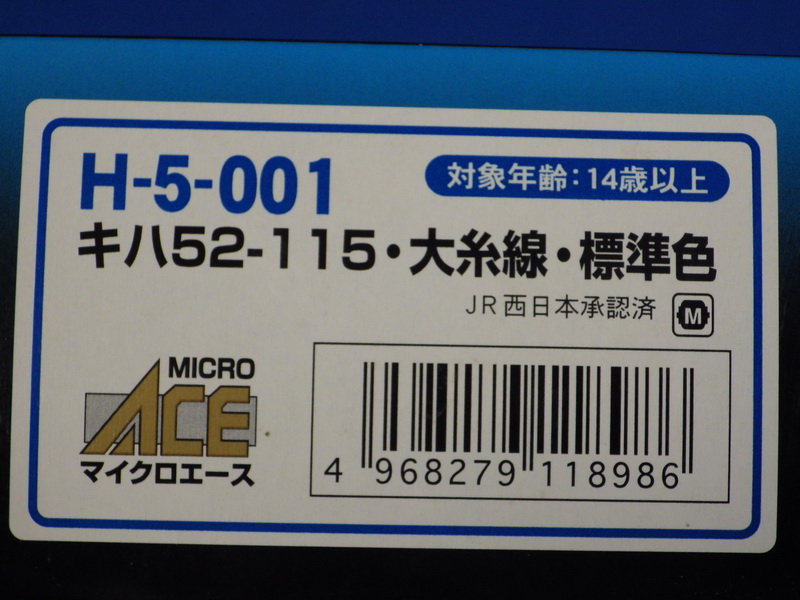 H-5-001
対象年齢：14歳以上
キハ52-115・大糸線・標準色
JR西日本承認済
M
MICRO
ACE
マイクロエース
4 968279 118986